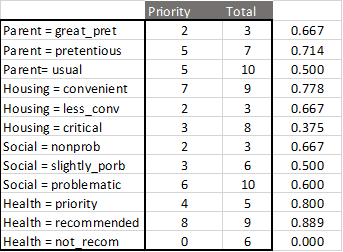 Priority Total
Parent = great_pret 2 3 0.667
Parent = pretentious 5 7 0.714
Parent= usual 5 10 0.500
Housing = convenient 7 9 0.778
Housing = less_conv 2 3 0.667
Housing = critical 3 8 0.375
Social = nonprob 2 3 0.667
Social = slightly_porb 3 6 0.500
Social = problematic 6 10 0.600
Health = priority 4 5 0.800
Health = recommended 8 9 0.889
Health = not_recom 0 6 0.000